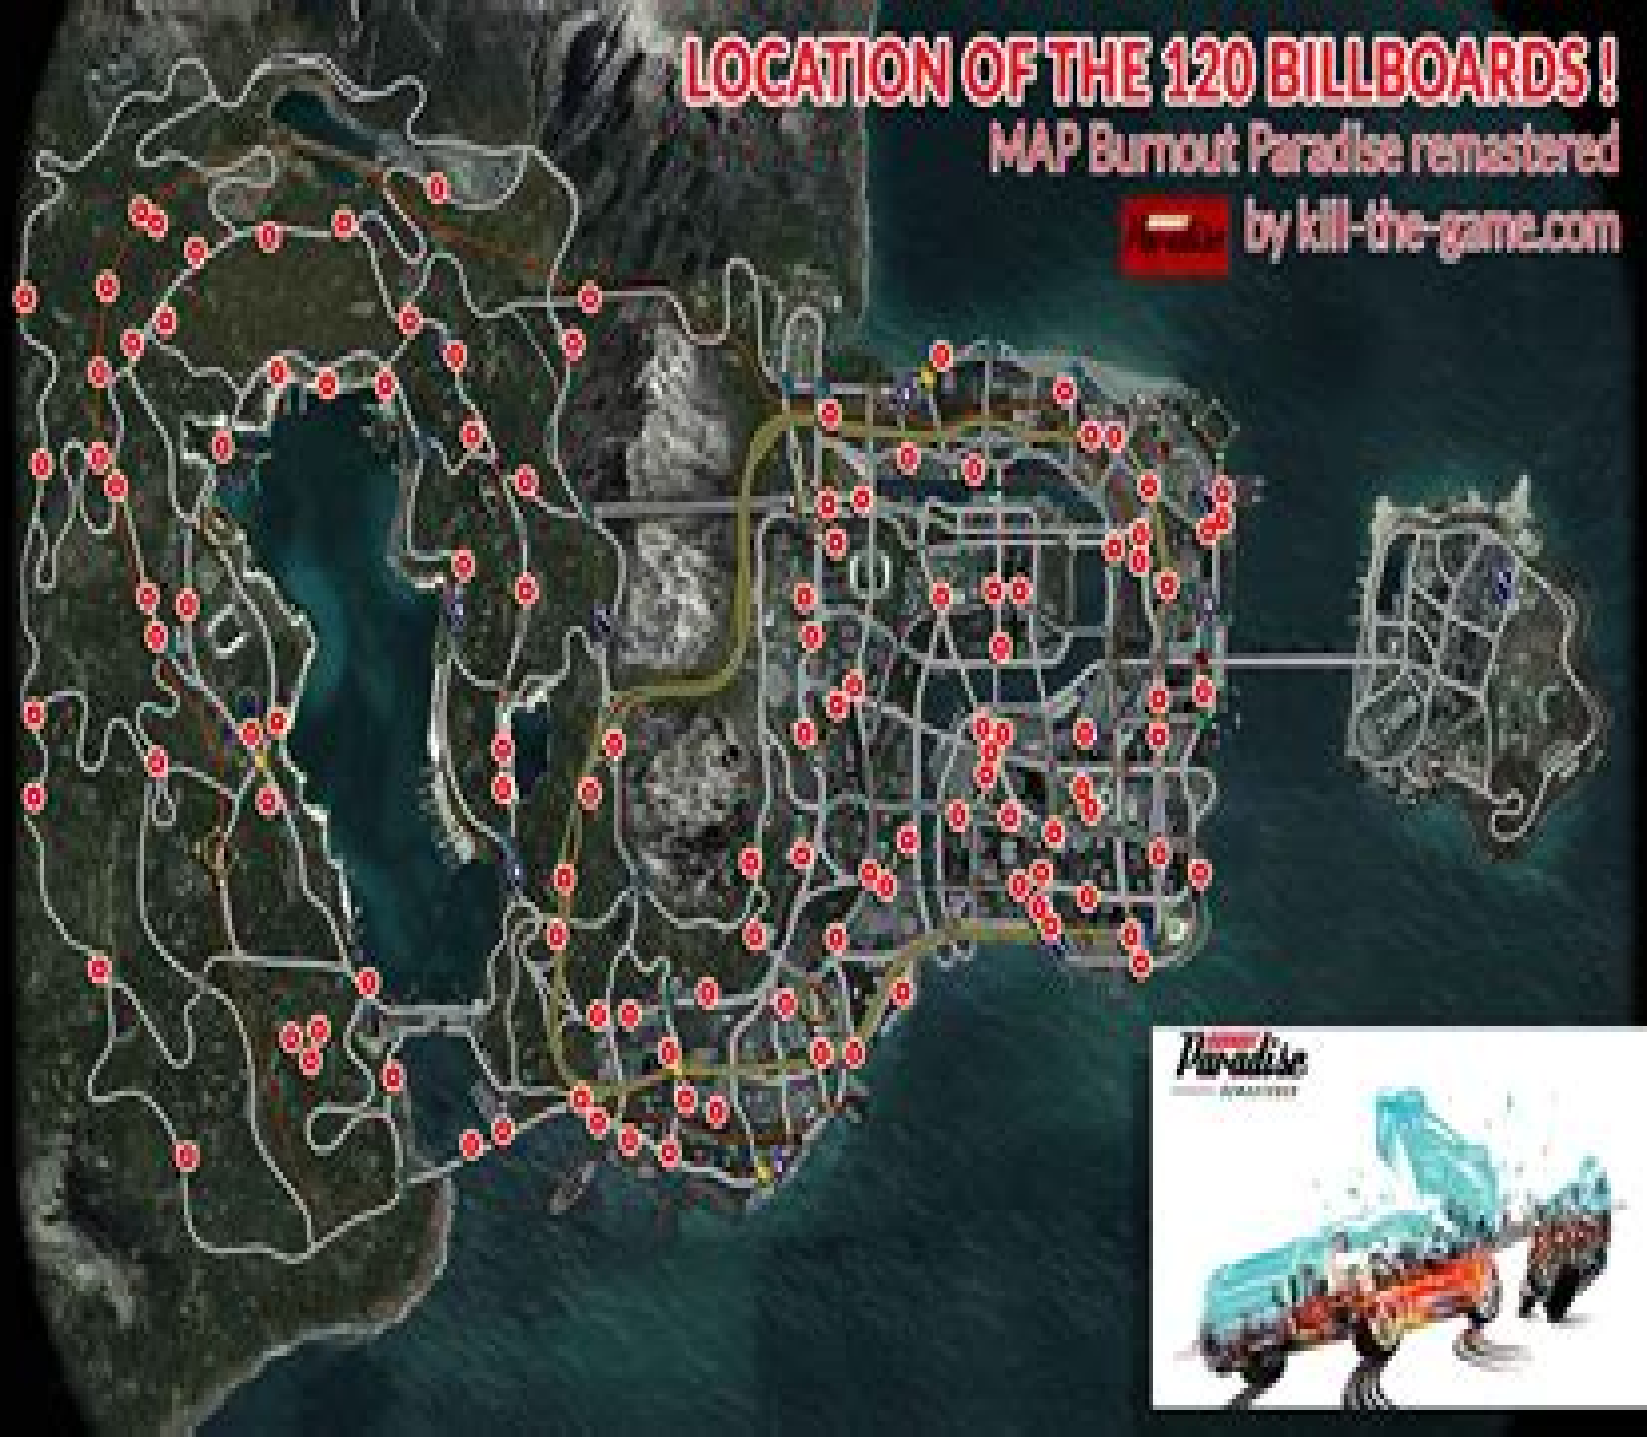 LOCATION OF THE 120 BILLBOARDS !
MAP Burnout Paradise remastered
by kill-the-game.com
Paradise